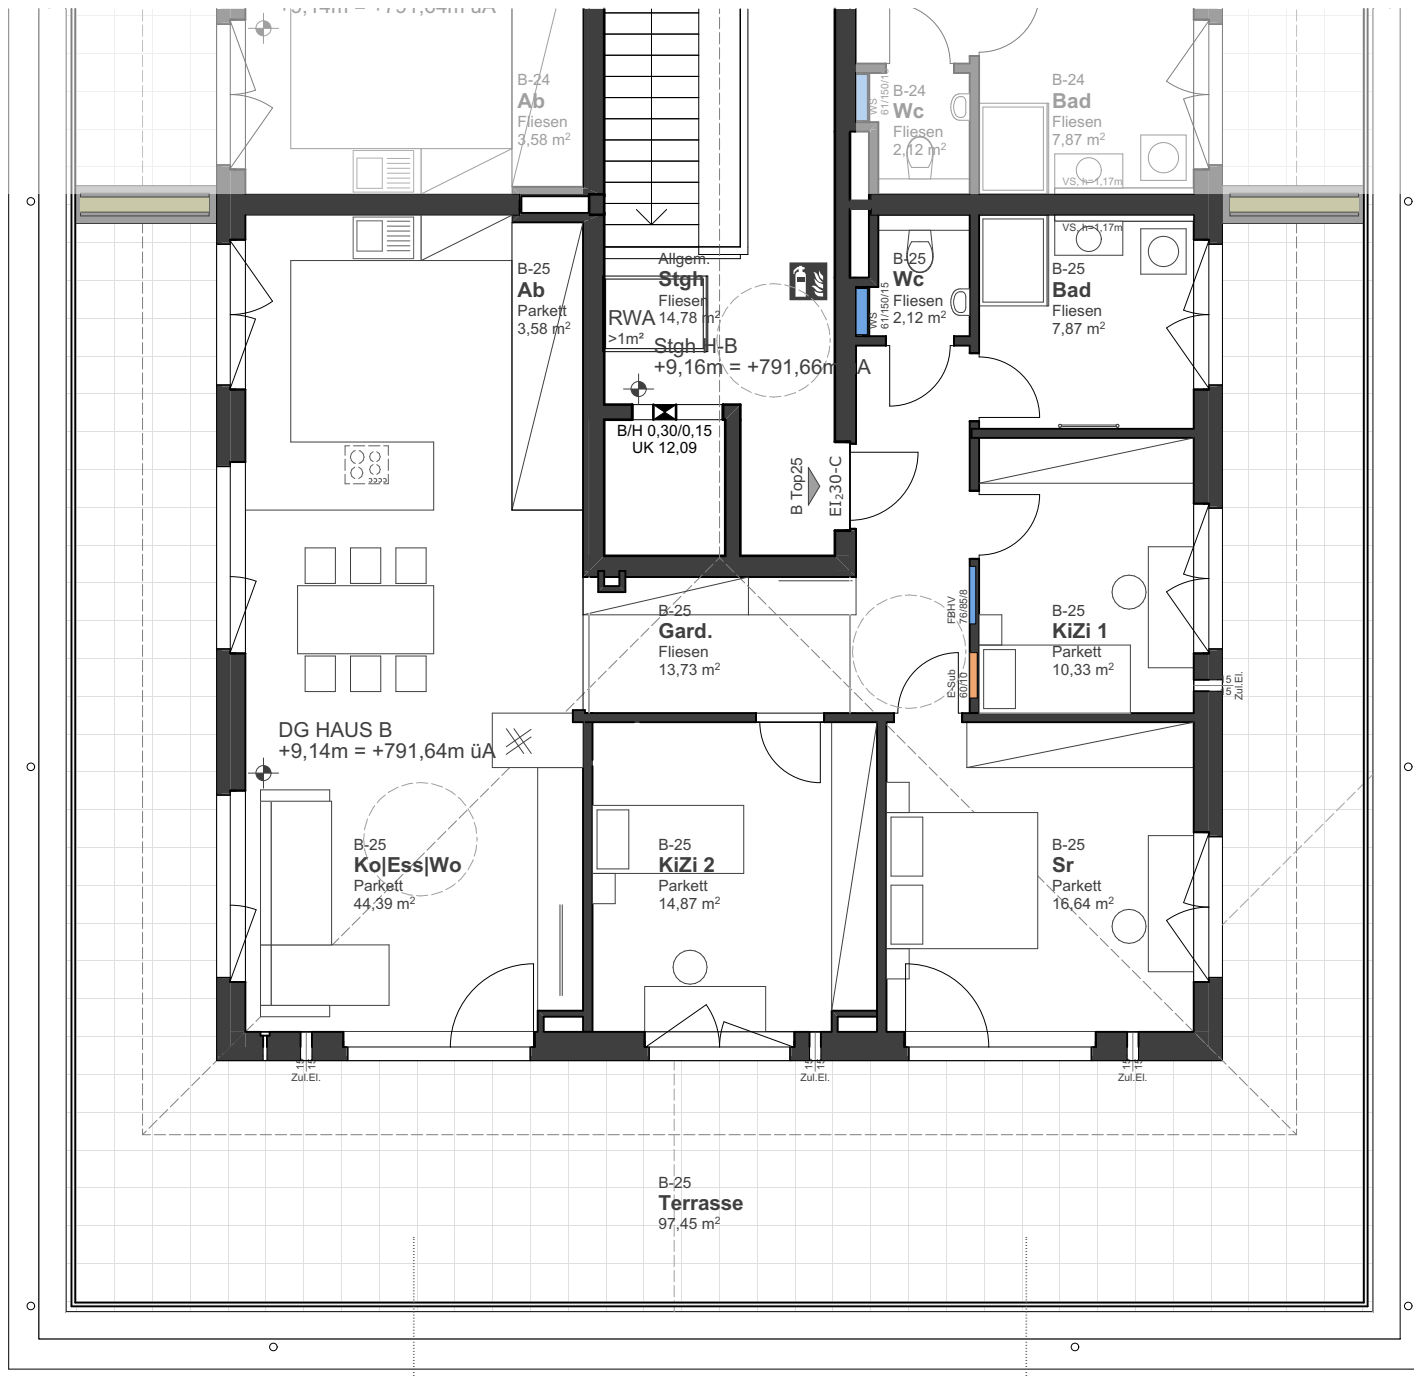 B-24
Ab
Fliesen
3,58 m²
B-24
Wc
Fliesen
2,12 m²
B-24
Bad
Fliesen
7,87 m²
VS, h=1,17m
VS, h=1,17m
B-25
Ab
Parkett
3,58 m²
Allgem.
Stgh
Fliesen
14,78 m²
RWA
>1m²
Stgh H-B
+9,16m = +791,66m
B/H 0,30/0,15
UK 12,09
WS
61/150/15
B-25
Wc
Fliesen
2,12 m²
B-25
Bad
Fliesen
7,87 m²
B Top25
EI₂30-C
B-25
Gard.
Fliesen
13,73 m²
FBHV
76/85/8
E-Sub
60/10
B-25
KiZi 1
Parkett
10,33 m²
Zul.El.
DG HAUS B
+9,14m = +791,64m üA
B-25
Ko|Ess|Wo
Parkett
44,39 m²
B-25
KiZi 2
Parkett
14,87 m²
B-25
Sr
Parkett
16,64 m²
Zul.El.
Zul.El.
Zul.El.
B-25
Terrasse
97,45 m²